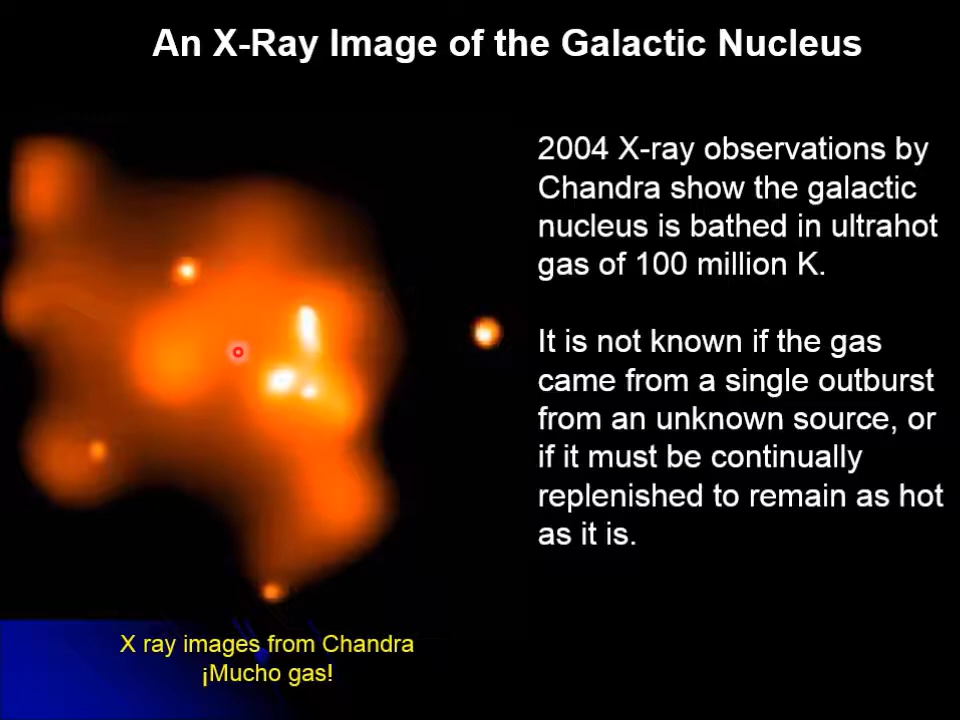 An X-Ray Image of the Galactic Nucleus
2004 X-ray observations by
Chandra show the galactic
nucleus is bathed in ultrahot
gas of 100 million K.
It is not known if the gas
came from a single outburst
from an unknown source, or
if it must be continually
replenished to remain as hot
as it is.
X ray images from Chandra
¡Mucho gas!